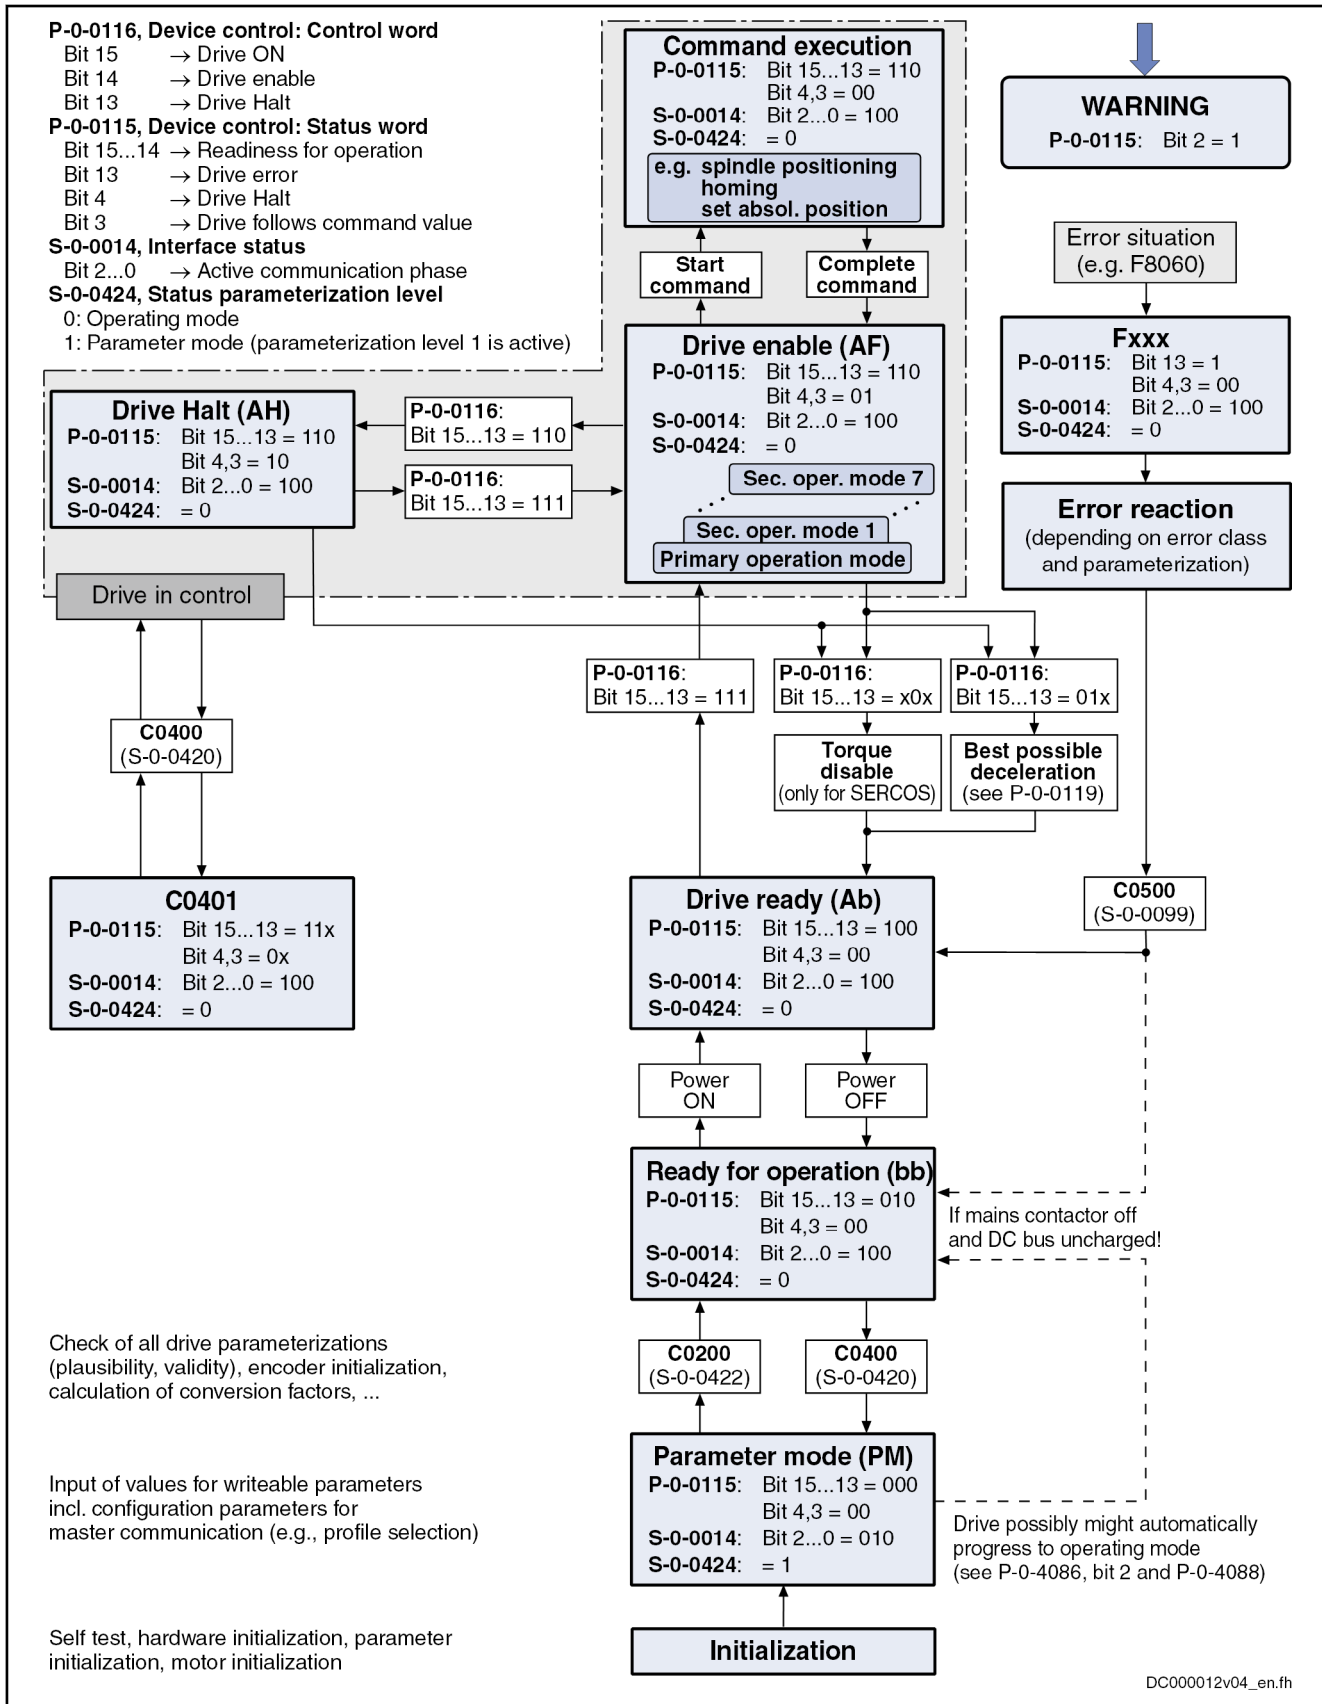 P-0-0116, Device control: Control word
Bit 15 → Drive ON
Bit 14 → Drive enable
Bit 13 → Drive Halt
P-0-0115, Device control: Status word
Bit 15...14 → Readiness for operation
Bit 13 → Drive error
Bit 4 → Drive Halt
Bit 3 → Drive follows command value
S-0-0014, Interface status
Bit 2...0 → Active communication phase
S-0-0424, Status parameterization level
0: Operating mode
1: Parameter mode (parameterization level 1 is active)
Command execution
P-0-0115: Bit 15...13 = 110
Bit 4,3 = 00
S-0-0014: Bit 2...0 = 100
S-0-0424: = 0
e.g. spindle positioning
homing
set absol. position
WARNING
P-0-0115: Bit 2 = 1
Start
command
Complete
command
Error situation
(e.g. F8060)
Drive enable (AF)
P-0-0115: Bit 15...13 = 110
Bit 4,3 = 01
S-0-0014: Bit 2...0 = 100
S-0-0424: = 0
Sec. oper. mode 7
Sec. oper. mode 1
Primary operation mode
Fxxx
P-0-0115: Bit 13 = 1
Bit 4,3 = 00
S-0-0014: Bit 2...0 = 100
S-0-0424: = 0
Drive Halt (AH)
P-0-0115: Bit 15...13 = 110
Bit 4,3 = 10
S-0-0014: Bit 2...0 = 100
S-0-0424: = 0
P-0-0116:
Bit 15...13 = 110
P-0-0116:
Bit 15...13 = 111
Error reaction
(depending on error class
and parameterization)
Drive in control
P-0-0116:
Bit 15...13 = 111
P-0-0116:
Bit 15...13 = x0x
P-0-0116:
Bit 15...13 = 01x
C0400
(S-0-0420)
Torque
disable
(only for SERCOS)
Best possible
deceleration
(see P-0-0119)
C0401
P-0-0115: Bit 15...13 = 11x
Bit 4,3 = 0x
S-0-0014: Bit 2...0 = 100
S-0-0424: = 0
Drive ready (Ab)
P-0-0115: Bit 15...13 = 100
Bit 4,3 = 00
S-0-0014: Bit 2...0 = 100
S-0-0424: = 0
C0500
(S-0-0099)
Power
ON
Power
OFF
Ready for operation (bb)
P-0-0115: Bit 15...13 = 010
Bit 4,3 = 00
S-0-0014: Bit 2...0 = 100
S-0-0424: = 0
If mains contactor off
and DC bus uncharged!
Check of all drive parameterizations
(plausibility, validity), encoder initialization,
calculation of conversion factors, ...
C0200
(S-0-0422)
C0400
(S-0-0420)
Input of values for writeable parameters
incl. configuration parameters for
master communication (e.g., profile selection)
Parameter mode (PM)
P-0-0115: Bit 15...13 = 000
Bit 4,3 = 00
S-0-0014: Bit 2...0 = 010
S-0-0424: = 1
Drive possibly might automatically
progress to operating mode
(see P-0-4086, bit 2 and P-0-4088)
Self test, hardware initialization, parameter
initialization, motor initialization
Initialization
DC000012v04_en.fh